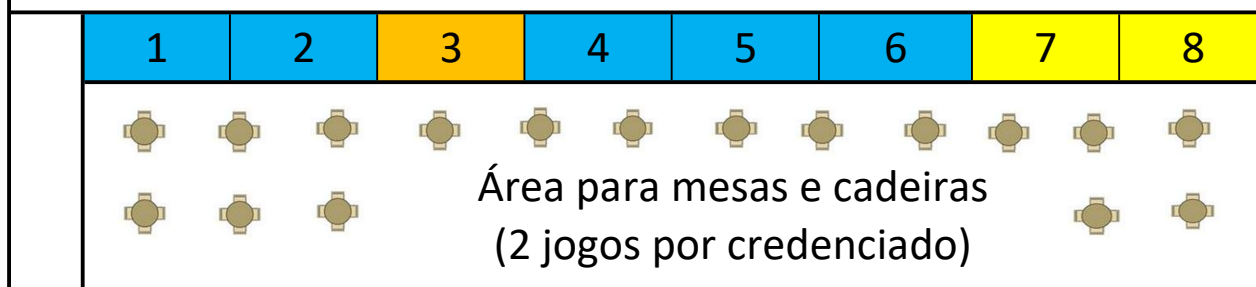 1 2 3 4 5 6 7 8
Área para mesas e cadeiras
(2 jogos por credenciado)